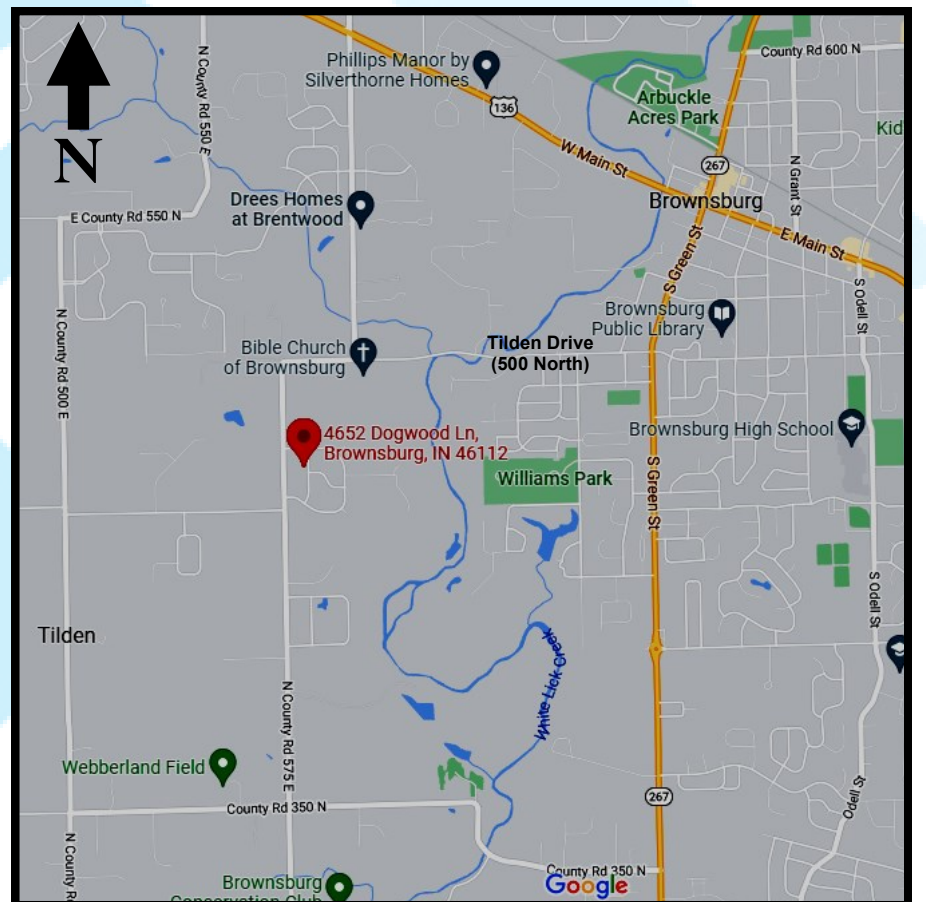 N
N County Rd 550 E
Phillips Manor by
Silverthorne Homes
136
W Main St
Arbuckle
Acres Park
County Rd 600 N
Kid
267
N Grant St
Brownsburg
E Main St
E County Rd 550 N
Drees Homes
at Brentwood
S Green St
S Odell St
N County Rd 500 E
Brownsburg
Public Library
Bible Church
of Brownsburg
Tilden Drive
(500 North)
4652 Dogwood Ln,
Brownsburg, IN 46112
Brownsburg High School
Williams Park
S Green St
S Odell St
Tilden
White Lick Creek
N County Rd 575 E
Webberland Field
County Rd 350 N
267
Odell St
N County R
County Rd 350 N
Google
Brownsburg
Conservation Club